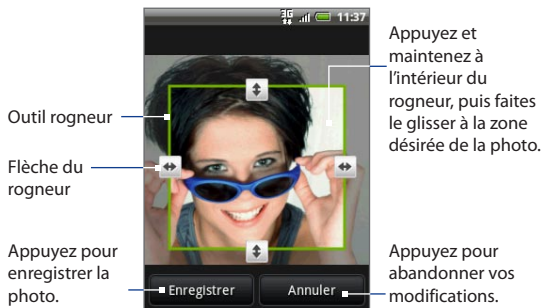 3G 11:37
Outil rogneur
Flèche du
rogneur
Appuyez pour
enregistrer la
photo.
Appuyez et
maintenez à
l'intérieur du
rogneur, puis faites
le glisser à la zone
désirée de la photo.
Enregistrer
Annuler
Appuyez pour
abandonner vos
modifications.